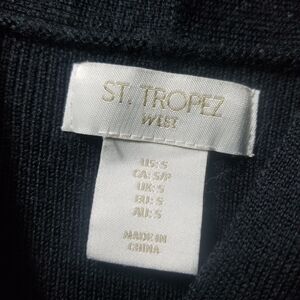 ST. TROPEZ
WEST
US: S
CA: S/P
UK: S
EU: S
AU: S
MADE IN
CHINA